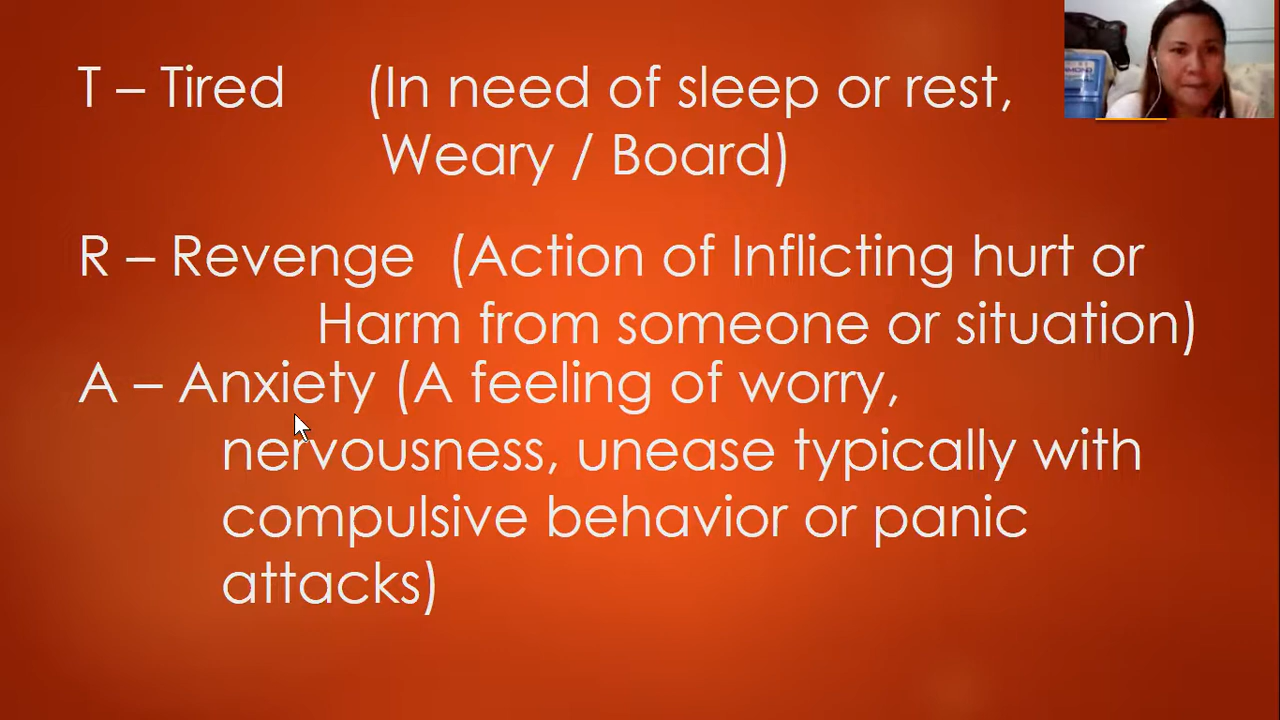 T – Tired (In need of sleep or rest,
Weary / Board)
R – Revenge (Action of Inflicting hurt or
Harm from someone or situation)
A – Anxiety (A feeling of worry,
nervousness, unease typically with
compulsive behavior or panic
attacks)